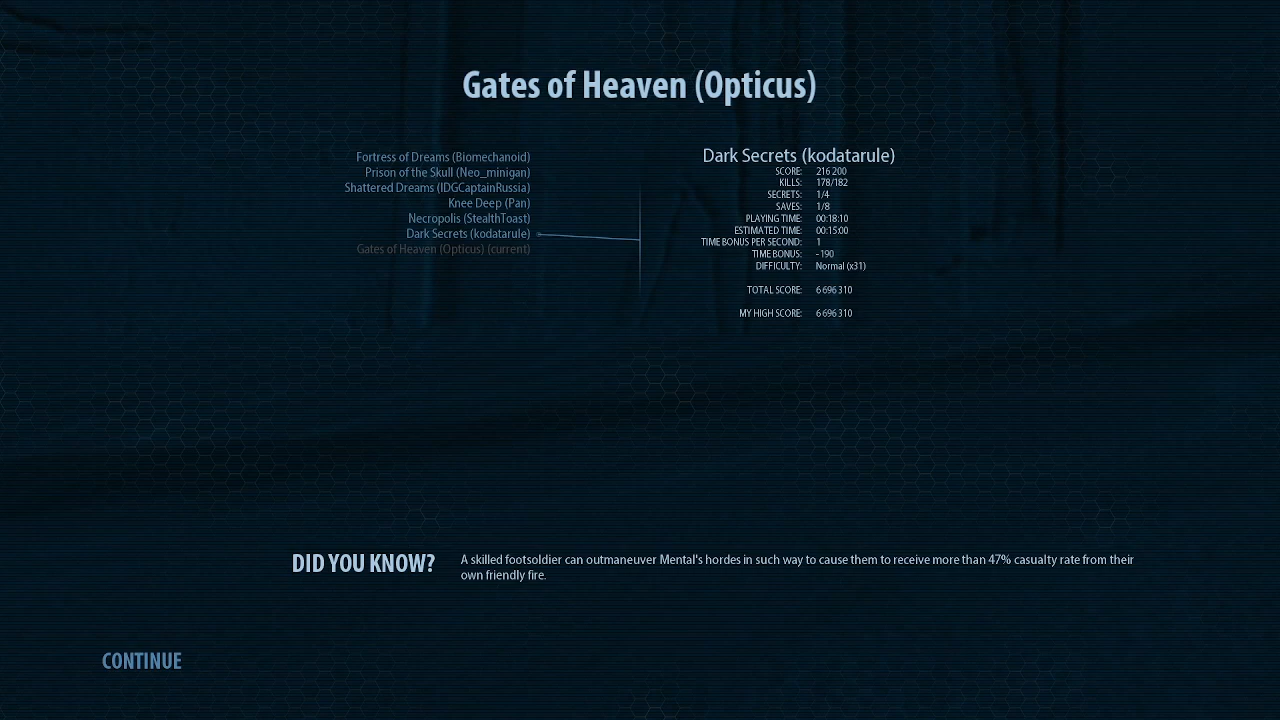 Gates of Heaven (Opticus)
Fortress of Dreams (Biomechanoid)
Prison of the Skull (Neo_minigan)
Shattered Dreams (IDGCaptainRussia)
Knee Deep (Pan)
Necropolis (StealthToast)
Dark Secrets (kodatarule)
Gates of Heaven (Opticus) (current)
Dark Secrets (kodatarule)
SCORE: 216 200
KILLS: 178/182
SECRETS: 1/4
SAVES: 1/8
PLAYING TIME: 00:18:10
ESTIMATED TIME: 00:15:00
TIME BONUS PER SECOND: 1
TIME BONUS: -190
DIFFICULTY: Normal (x31)
TOTAL SCORE: 6 696 310
MY HIGH SCORE: 6 696 310
DID YOU KNOW?
A skilled footsoldier can outmaneuver Mental's hordes in such way to cause them to receive more than 47% casualty rate from their
own friendly fire.
CONTINUE